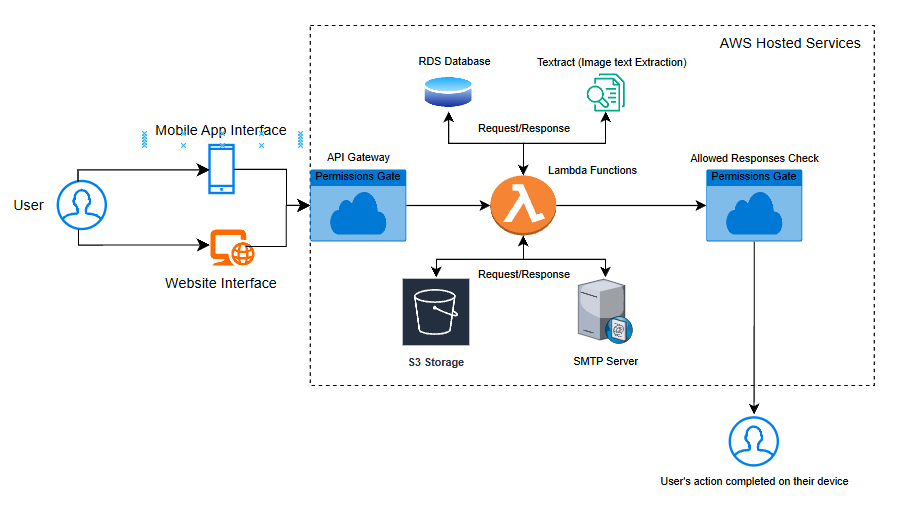 AWS Hosted Services
RDS Database
Textract (Image text Extraction)
Request/Response
Mobile App Interface
API Gateway
Permissions Gate
Lambda Functions
Allowed Responses Check
Permissions Gate
User
Website Interface
Request/Response
S3 Storage
SMTP Server
User's action completed on their device